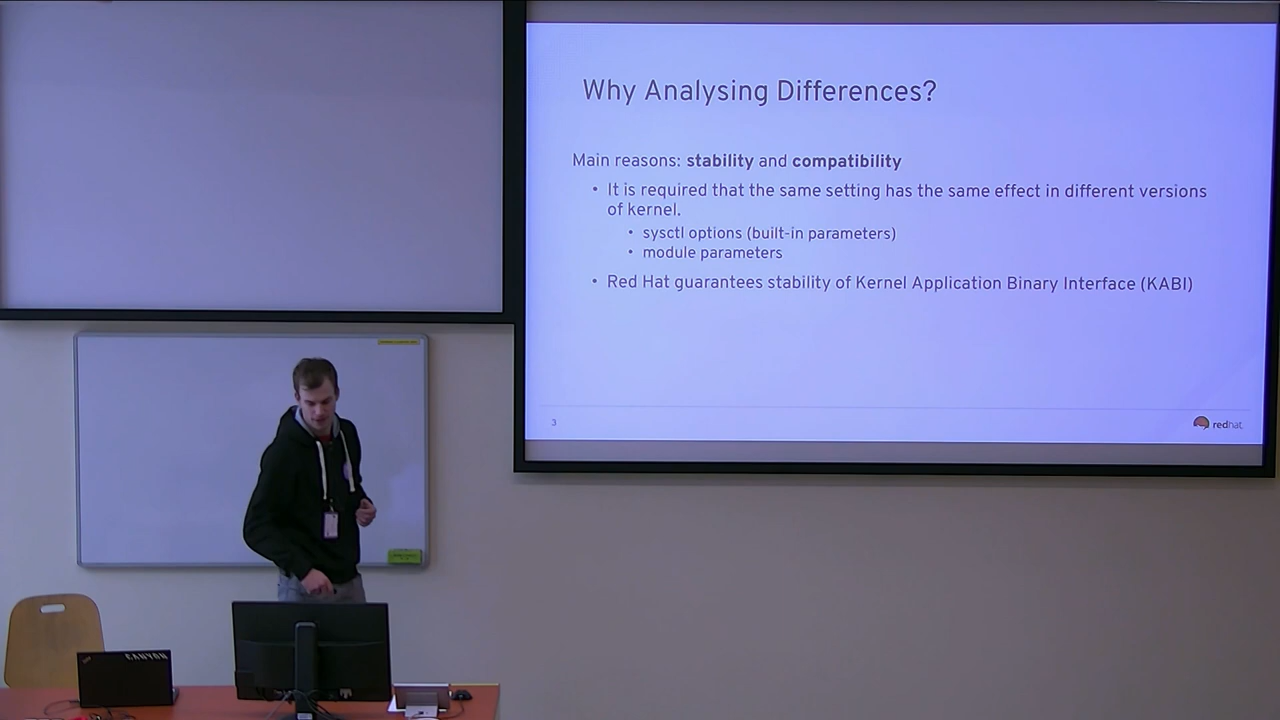 Why Analysing Differences?
Main reasons: stability and compatibility
• It is required that the same setting has the same effect in different versions
of kernel.
• sysctl options (built-in parameters)
• module parameters
• Red Hat guarantees stability of Kernel Application Binary Interface (KABI)
3
redhat
CANYON